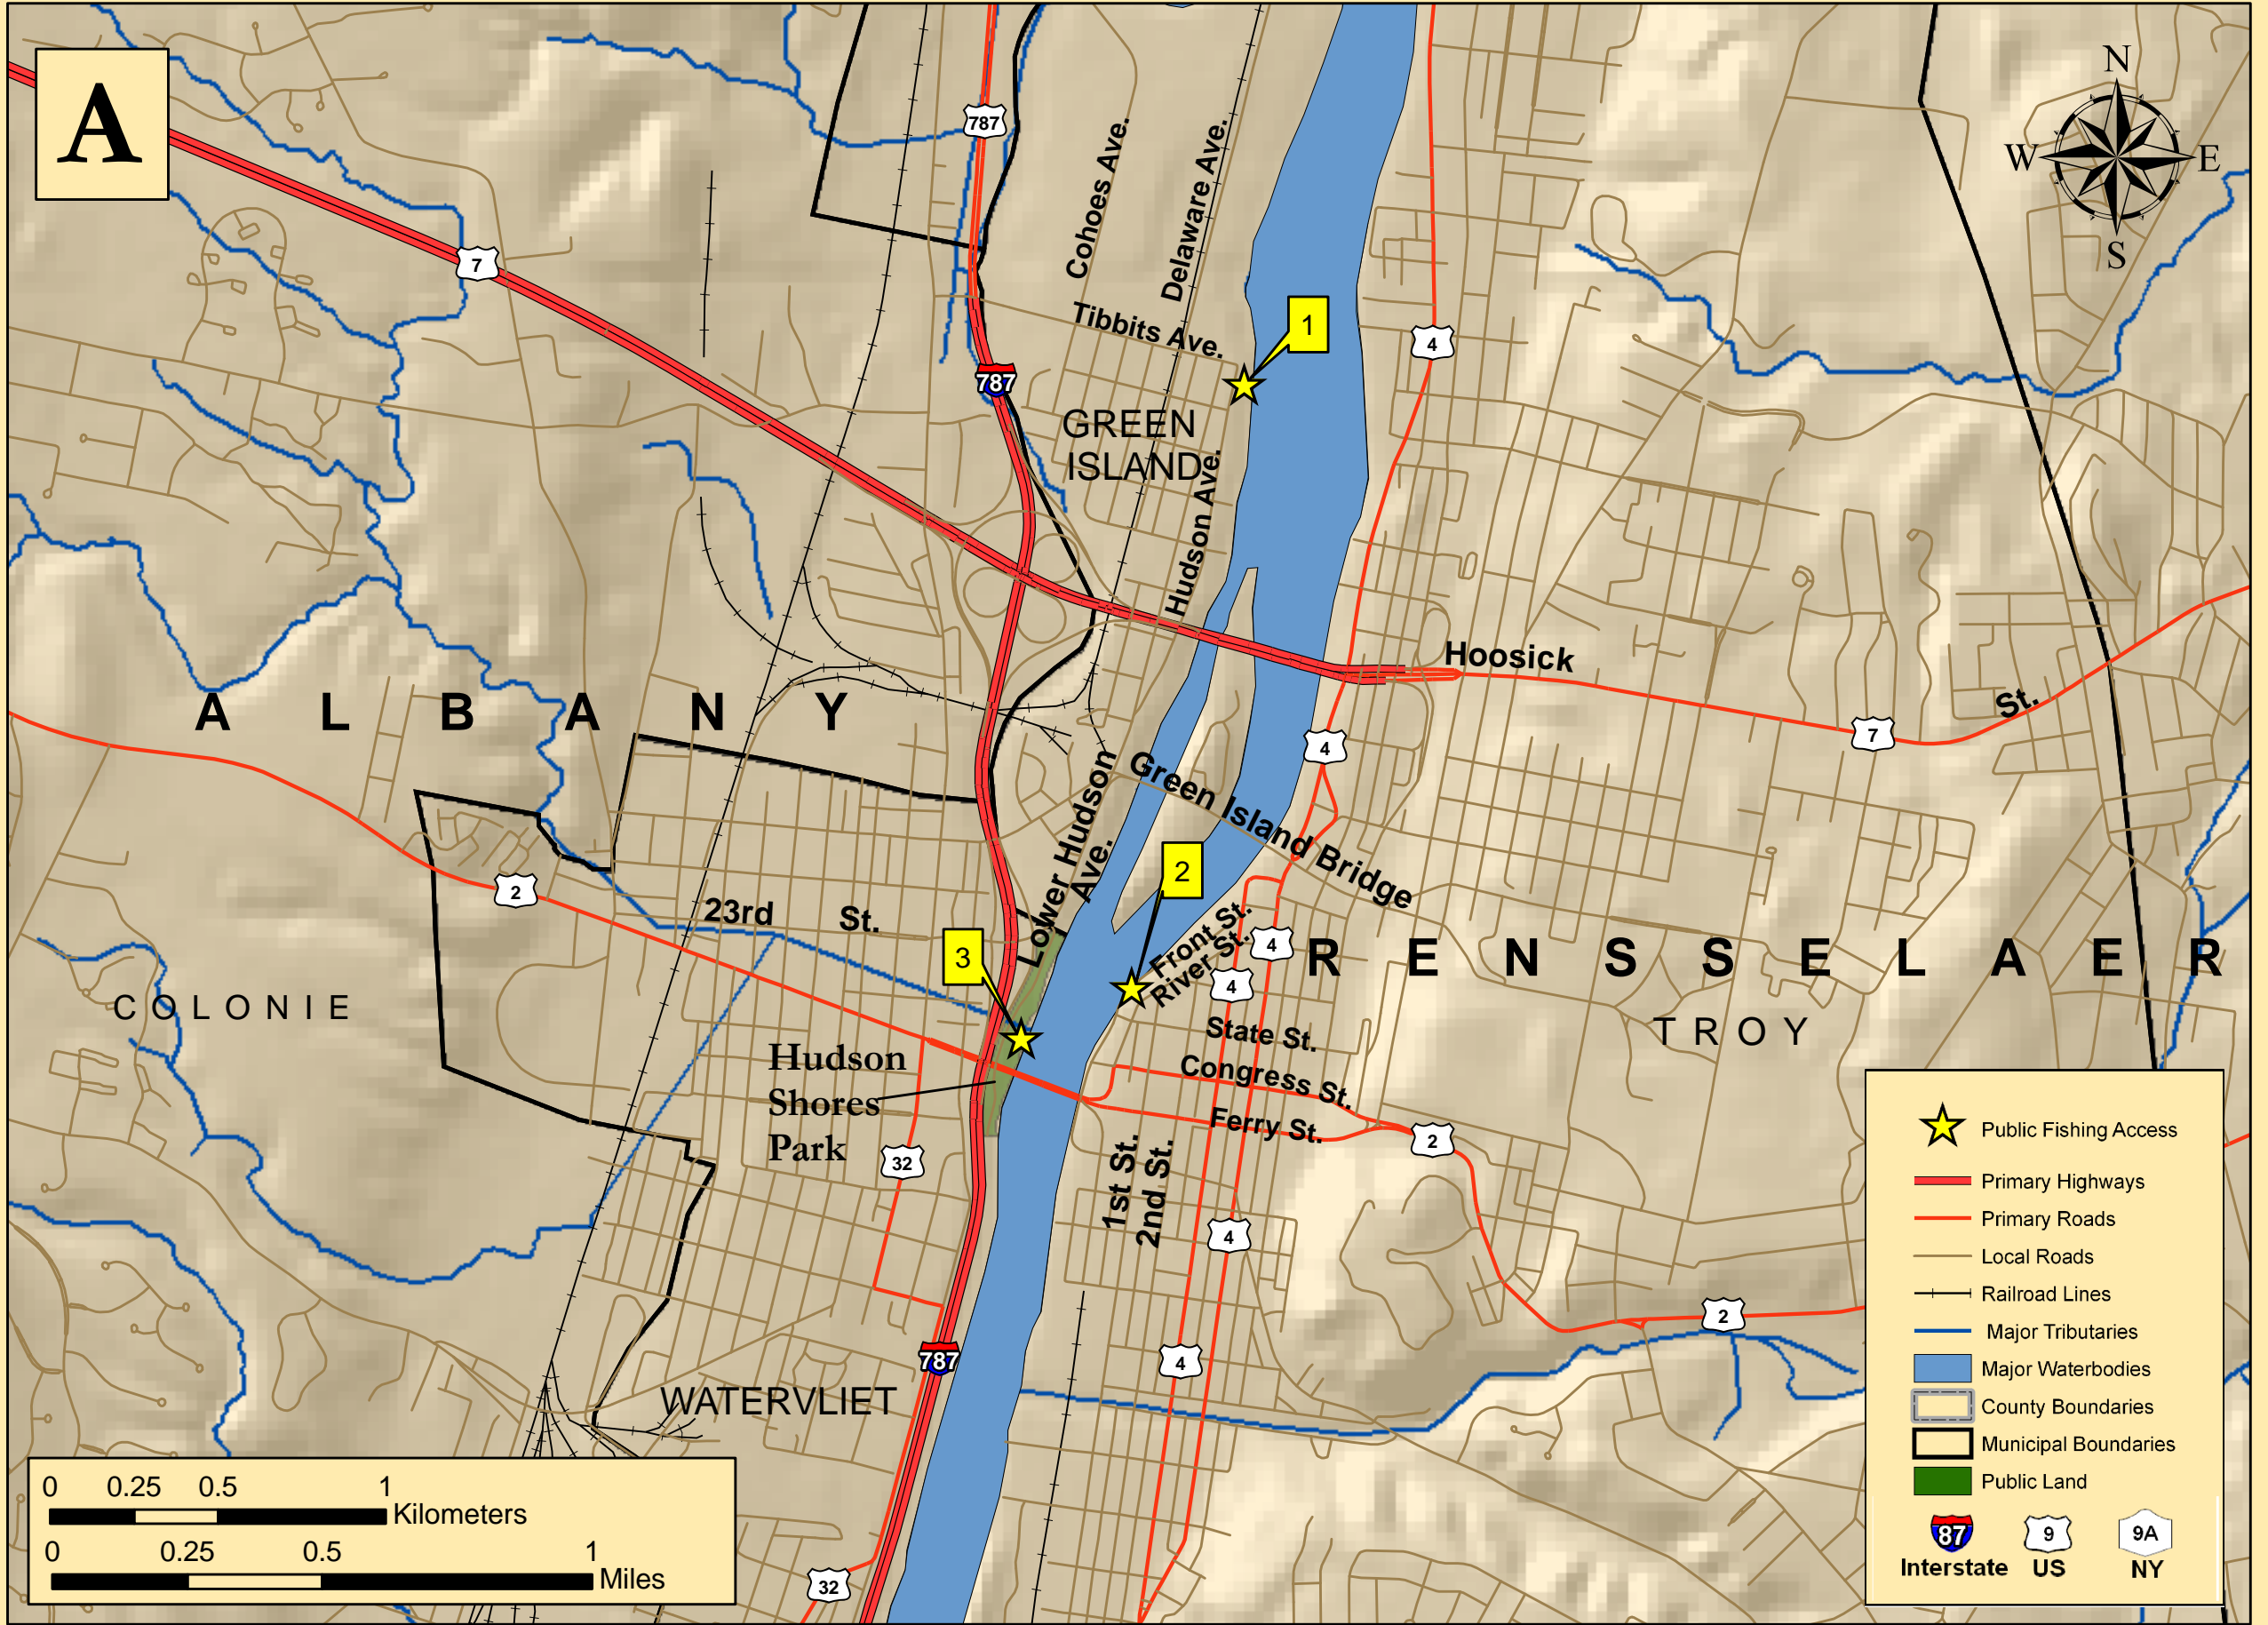 A
N
W
E
S
787
7
Cohoes Ave.
Delaware Ave.
Tibbits Ave.
1
4
787
GREEN
ISLAND
Hudson Ave.
Hoosick
St.
7
4
A L B A N Y
Green Island Bridge
Lower Hudson
Ave.
2
2
23rd St.
3
Front St.
River St.
4
4
R E N S S E L A E R
COLONIE
TROY
State St.
Congress St.
Ferry St.
Hudson
Shores
Park
32
2
1st St.
2nd St.
4
2
4
787
WATERVLIET
32
0 0.25 0.5 1
Kilometers
0 0.25 0.5 1
Miles
Public Fishing Access
Primary Highways
Primary Roads
Local Roads
Railroad Lines
Major Tributaries
Major Waterbodies
County Boundaries
Municipal Boundaries
Public Land
87 9 9A
Interstate US NY